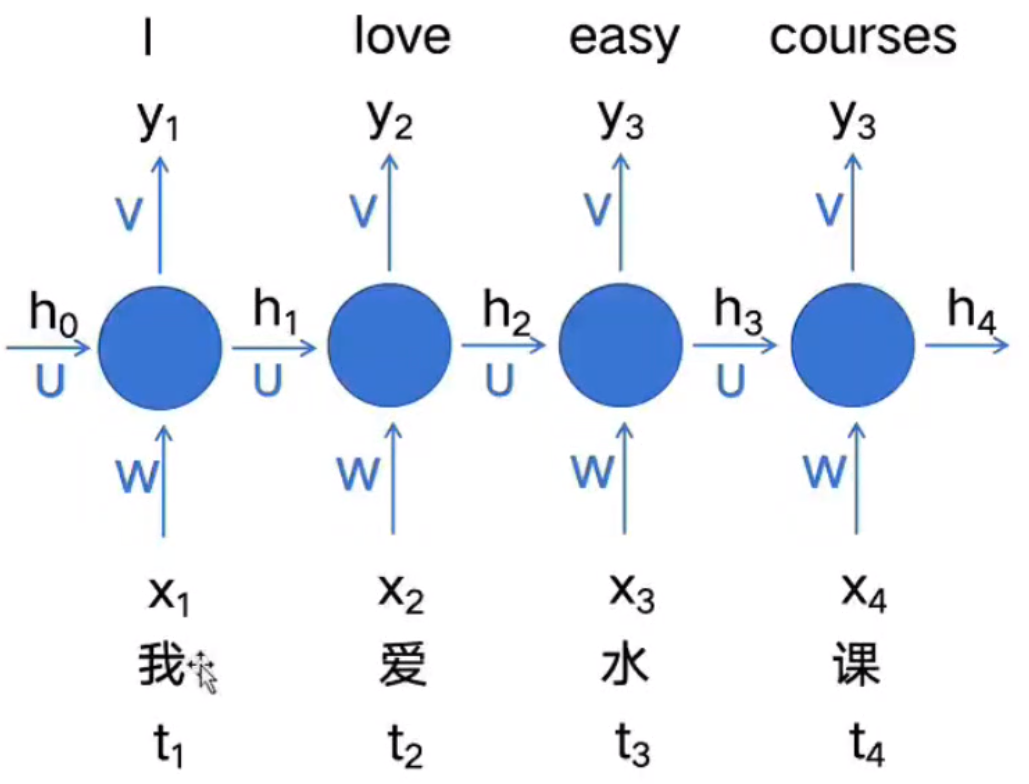 I love easy courses
y₁ y₂ y₃ y₃
V V V V
h₀ h₁ h₂ h₃ h₄
U U U U
W W W W
x₁ x₂ x₃ x₄
我 爱 水 课
t₁ t₂ t₃ t₄